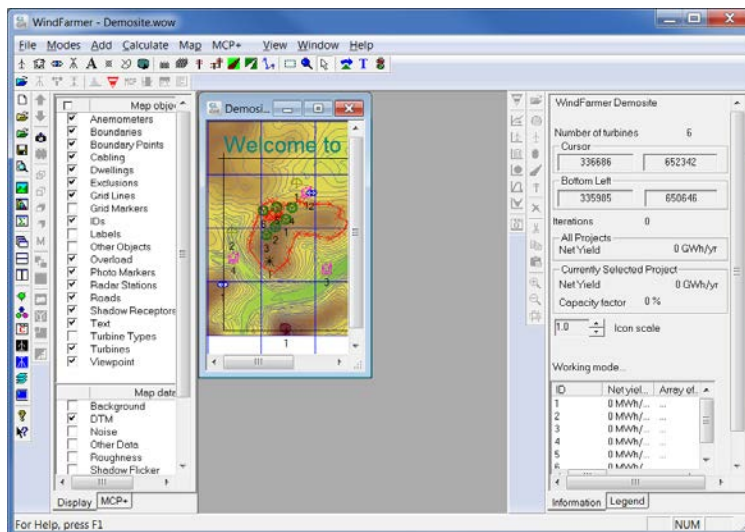 WindFarmer - Demosite.wow
File Modes Add Calculate Map MCP+ View Window Help
Map obje
Anemometers
Boundaries
Boundary Points
Cabling
Dwellings
Exclusions
Grid Lines
Grid Markers
IDs
Labels
Other Objects
Overload
Photo Markers
Radar Stations
Roads
Shadow Receptors
Text
Turbine Types
Turbines
Viewpoint
Map data
Background
DTM
Noise
Other Data
Roughness
Shadow Flicker
Display MCP+
Demosi...
Welcome to
WindFarmer Demosite
Number of turbines 6
Cursor
336686 652342
Bottom Left
335985 650646
Iterations 0
All Projects
Net Yield 0 GWh/yr
Currently Selected Project
Net Yield 0 GWh/yr
Capacity factor 0 %
1.0 Icon scale
Working mode...
ID Net yiel... Array ef...
1 0 MWh/... ...
2 0 MWh/... ...
3 0 MWh/... ...
4 0 MWh/... ...
5 0 MWh/... ...
6 0 MWh/... ...
Information Legend
For Help, press F1
NUM